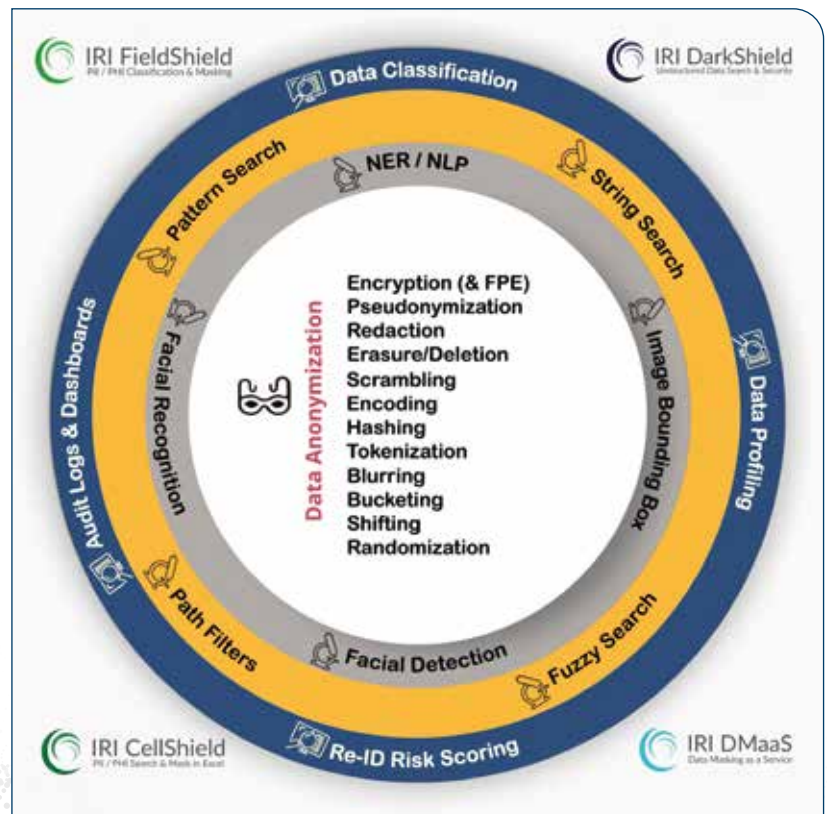 IRI FieldShield
PII / PHI Classification & Masking
IRI DarkShield
Unstructured Data Search & Security
Data Classification
Pattern Search
NER / NLP
String Search
Data Anonymization
Encryption (& FPE)
Pseudonymization
Redaction
Erasure/Deletion
Scrambling
Encoding
Hashing
Tokenization
Blurring
Bucketing
Shifting
Randomization
Facial Recognition
Image Bounding Box
Audit Logs & Dashboards
Data Profiling
Path Filters
Facial Detection
Fuzzy Search
Re-ID Risk Scoring
IRI CellShield
PII / PHI Search & Mask in Excel
IRI DMaaS
Data Masking as a Service